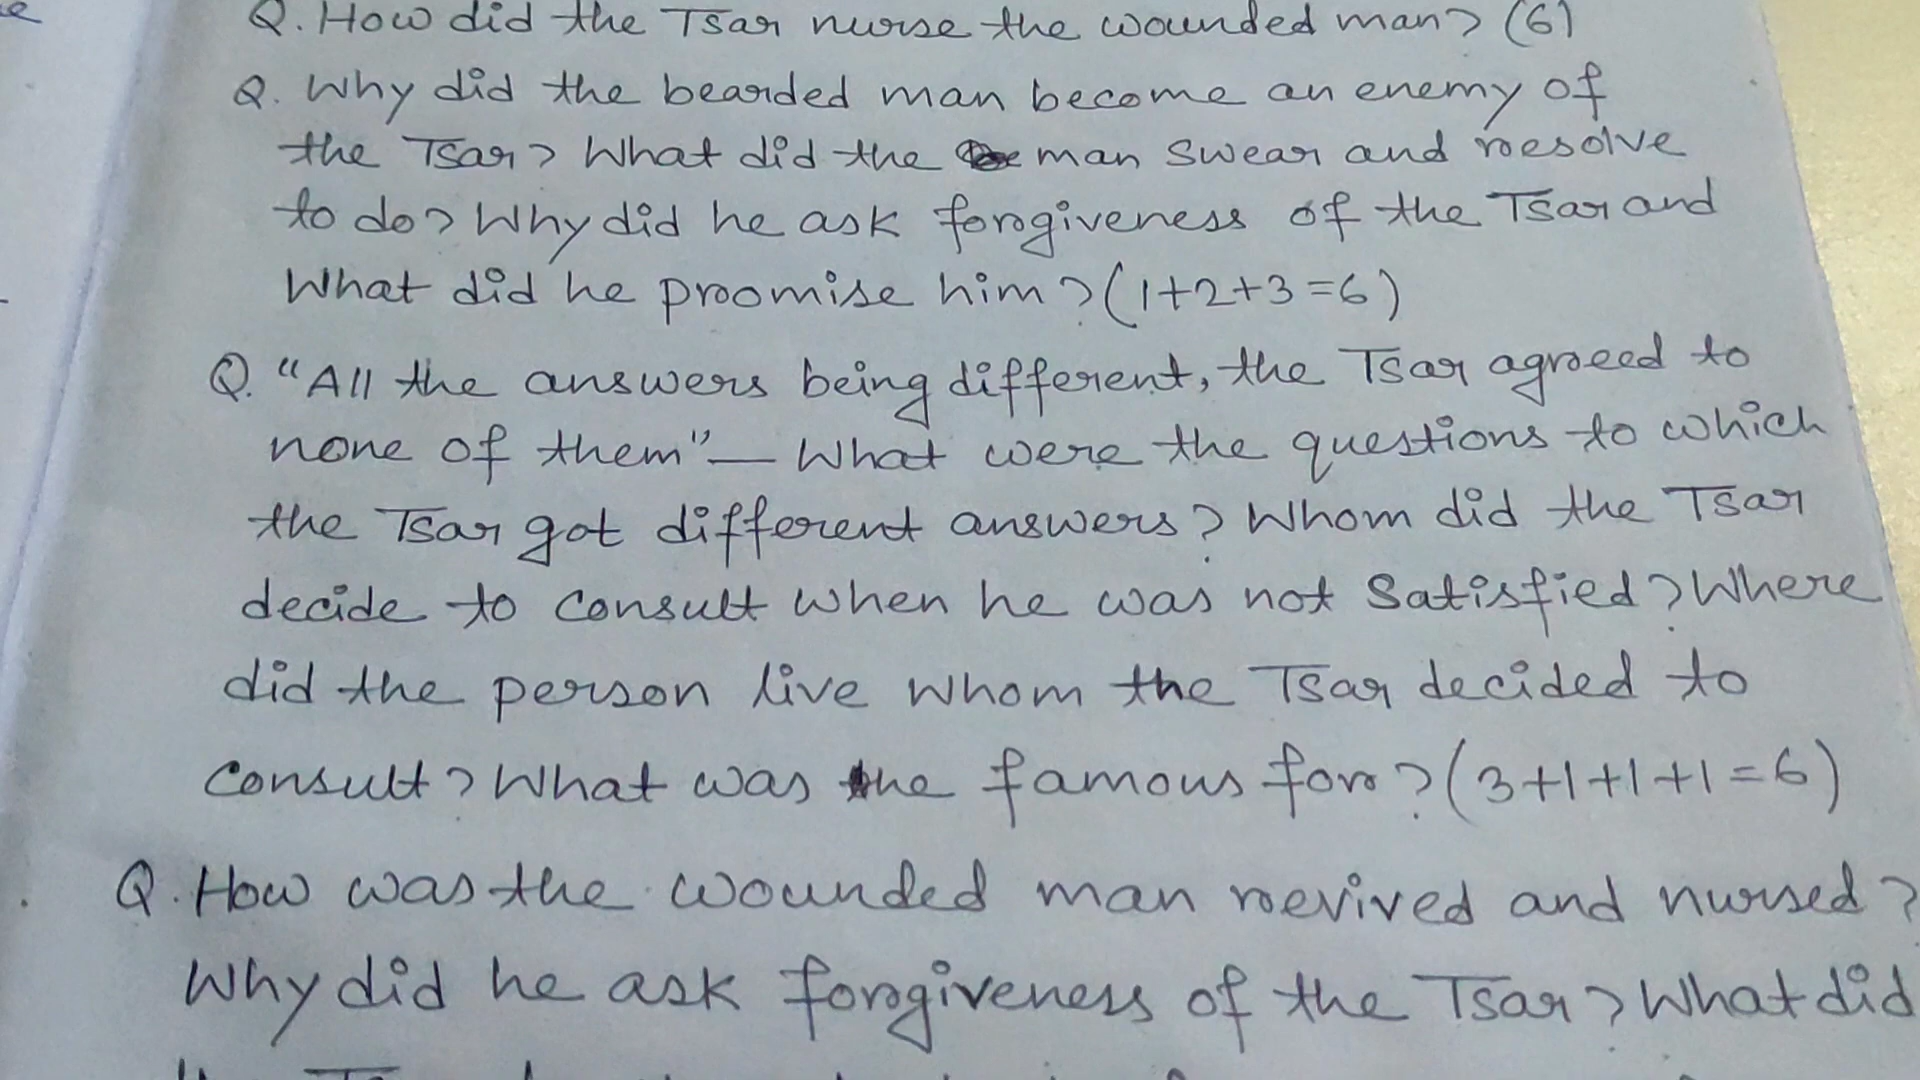 Q. How did the Tsar nurse the wounded man? (6)
Q. Why did the bearded man become an enemy of
the Tsar? What did the man swear and resolve
to do? Why did he ask forgiveness of the Tsar and
What did he promise him? (1+2+3=6)
Q. "All the answers being different, the Tsar agreed to
none of them" — What were the questions to which
the Tsar got different answers? Whom did the Tsar
decide to consult when he was not Satisfied? Where
did the person live whom the Tsar decided to
consult? What was he famous for? (3+1+1+1=6)
Q. How was the wounded man revived and nursed?
Why did he ask forgiveness of the Tsar? What did